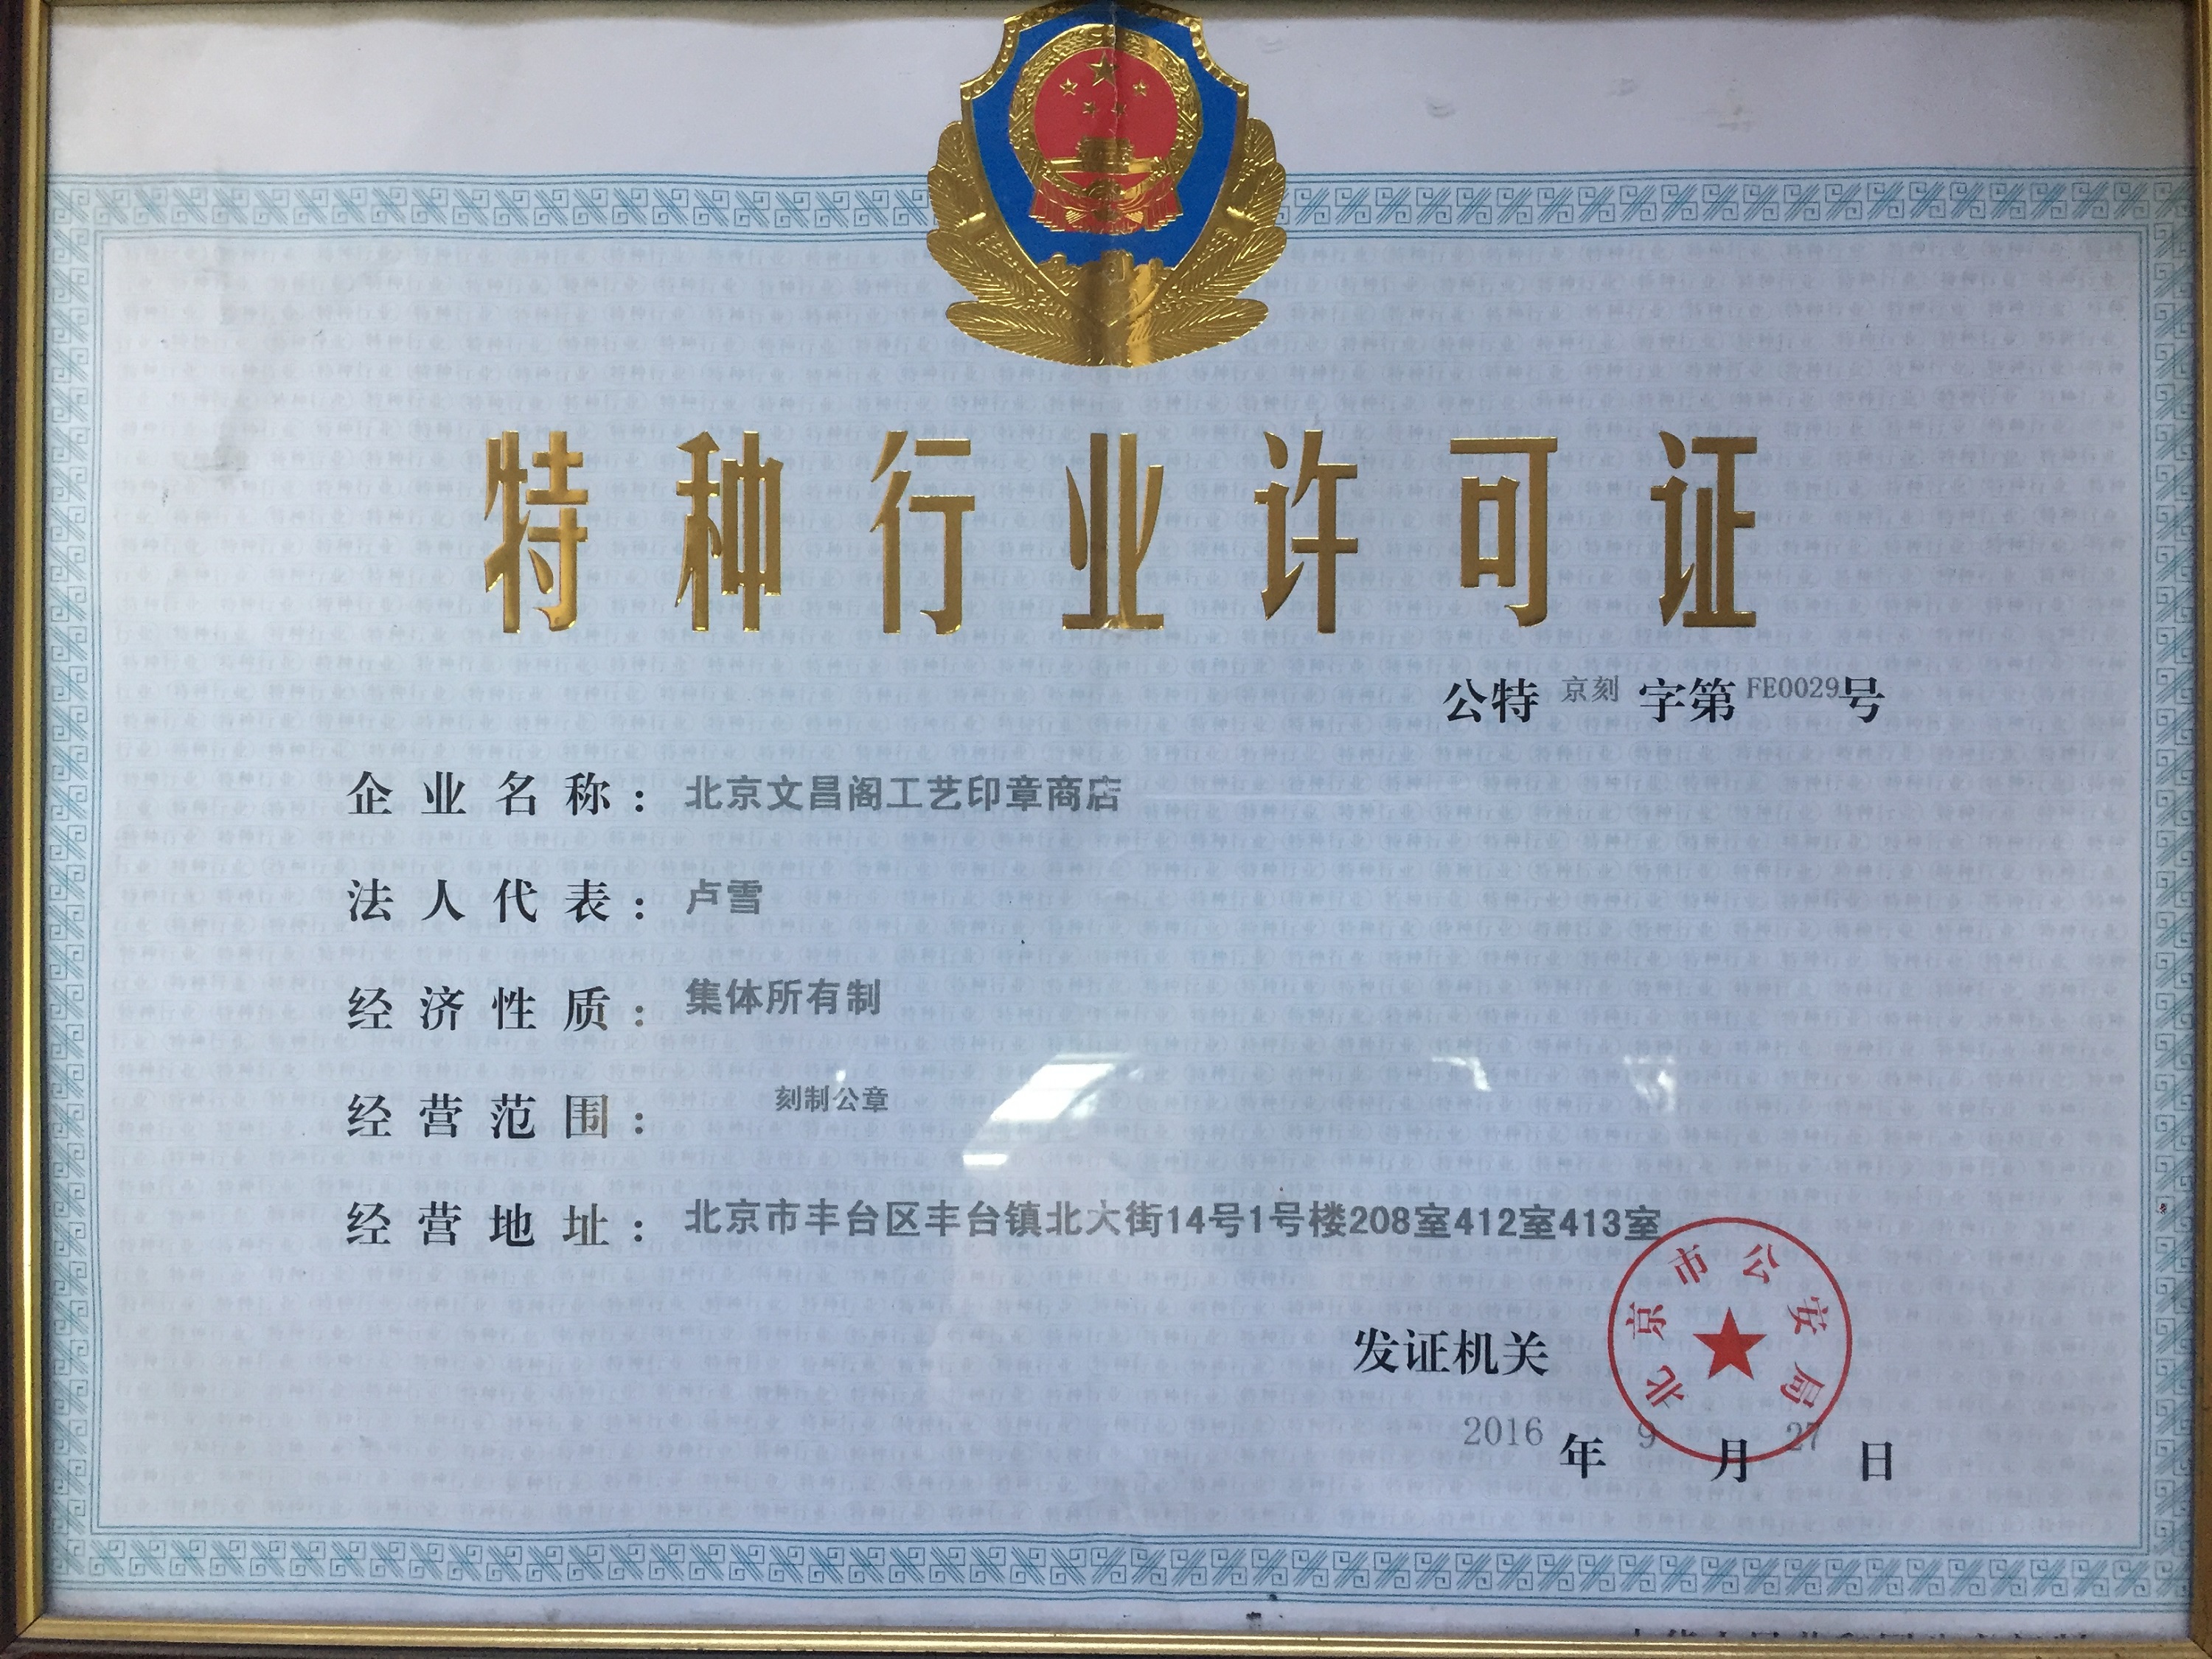 特种行业许可证
公特 京刻 字第 FE0029 号
企业名称： 北京文昌阁工艺印章商店
法人代表： 卢雪
经济性质： 集体所有制
经营范围： 刻制公章
经营地址： 北京市丰台区丰台镇北大街14号1号楼208室412室413室
发证机关
北京市公安局
2016 年 9 月 27 日